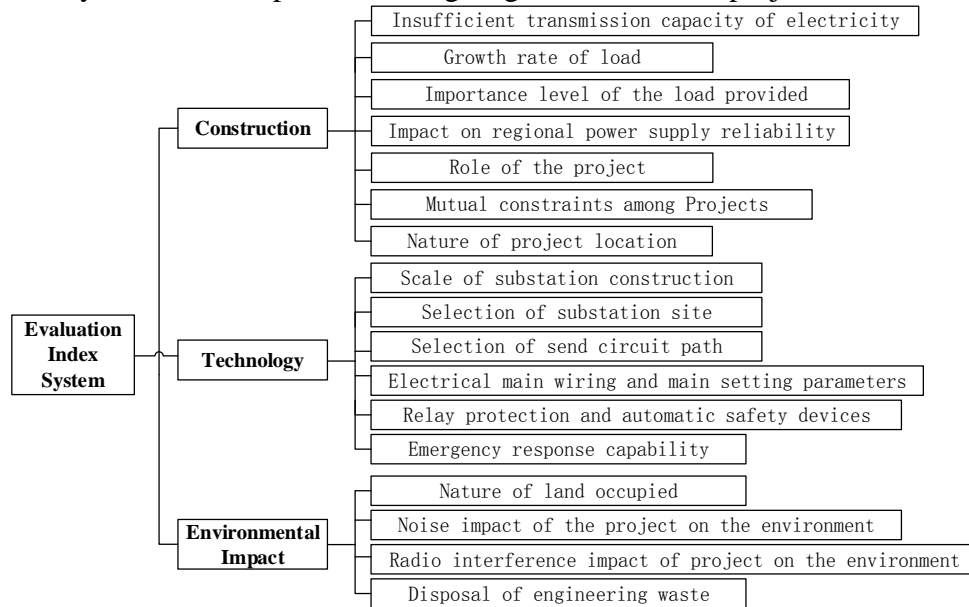 Insufficient transmission capacity of electricity
Growth rate of load
Importance level of the load provided
Construction
Impact on regional power supply reliability
Role of the project
Mutual constraints among Projects
Nature of project location
Scale of substation construction
Evaluation
Index
System
Selection of substation site
Technology
Selection of send circuit path
Electrical main wiring and main setting parameters
Relay protection and automatic safety devices
Emergency response capability
Nature of land occupied
Environmental
Impact
Noise impact of the project on the environment
Radio interference impact of project on the environment
Disposal of engineering waste